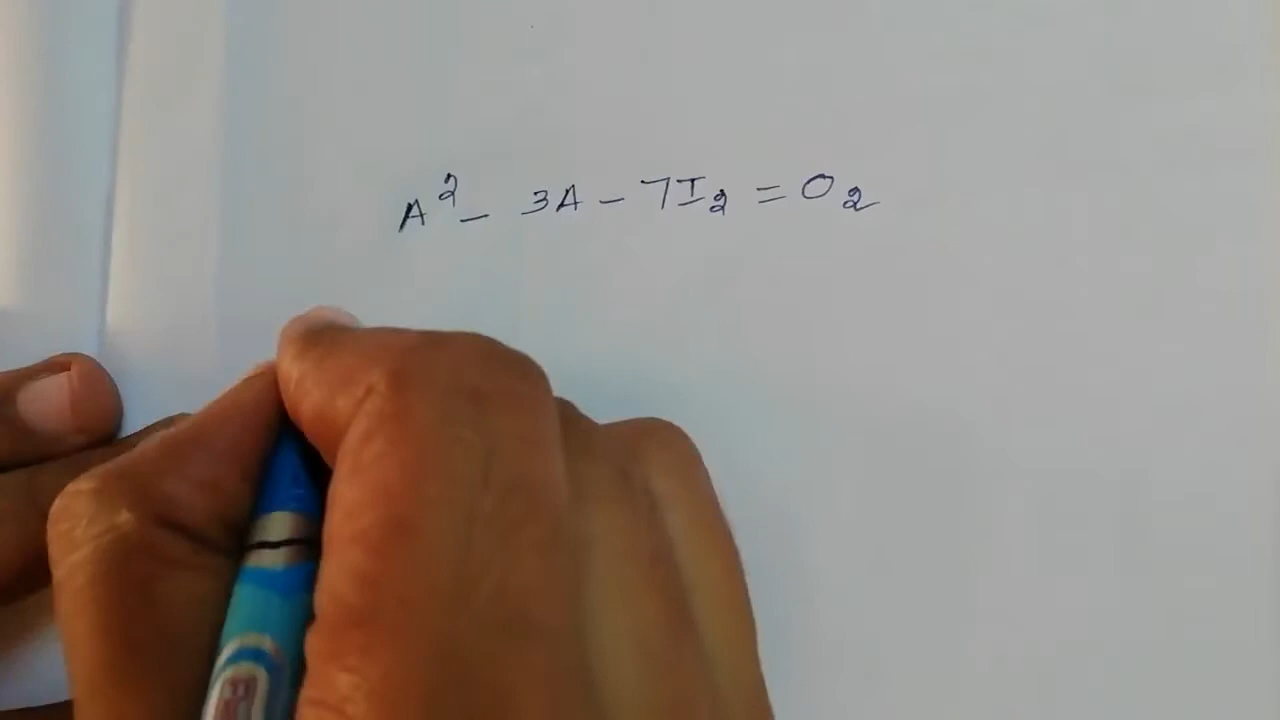 A² - 3A - 7I₂ = O₂